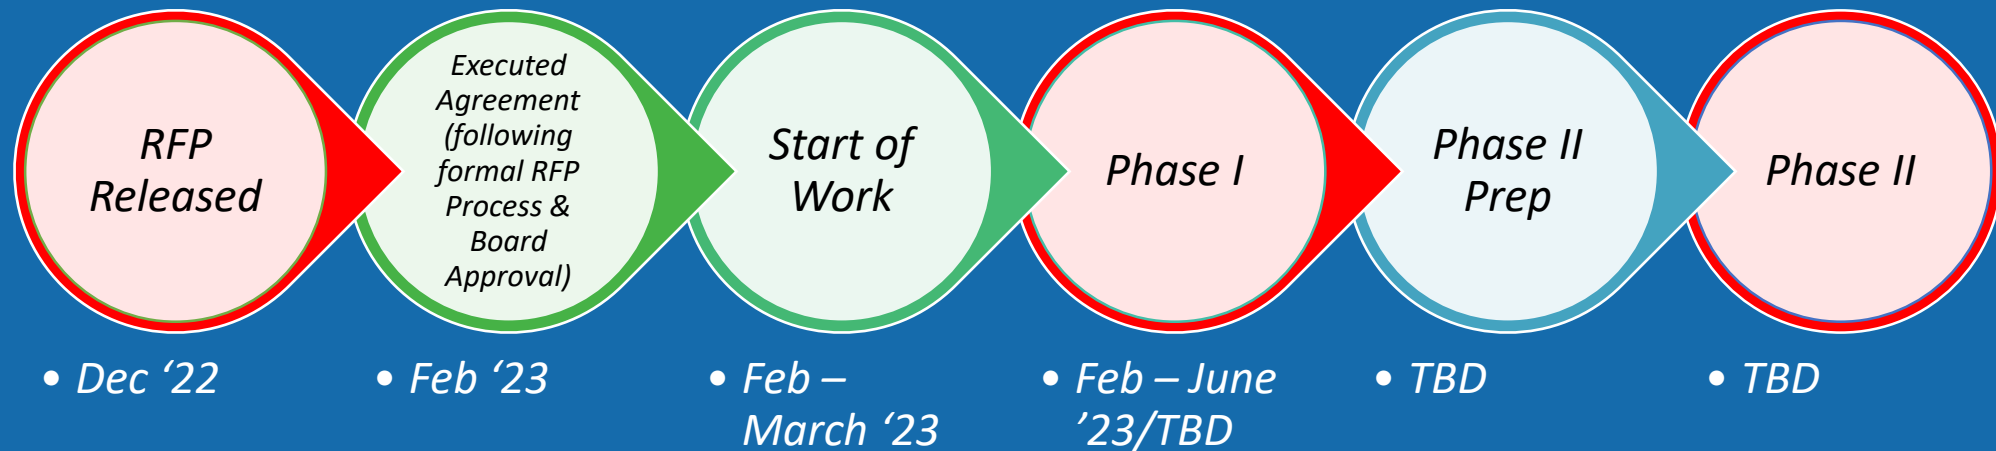 RFP
Released
Executed
Agreement
(following
formal RFP
Process &
Board
Approval)
Start of
Work
Phase I
Phase II
Prep
Phase II
• Dec ‘22
• Feb ‘23
• Feb –
March ‘23
• Feb – June
’23/TBD
• TBD
• TBD